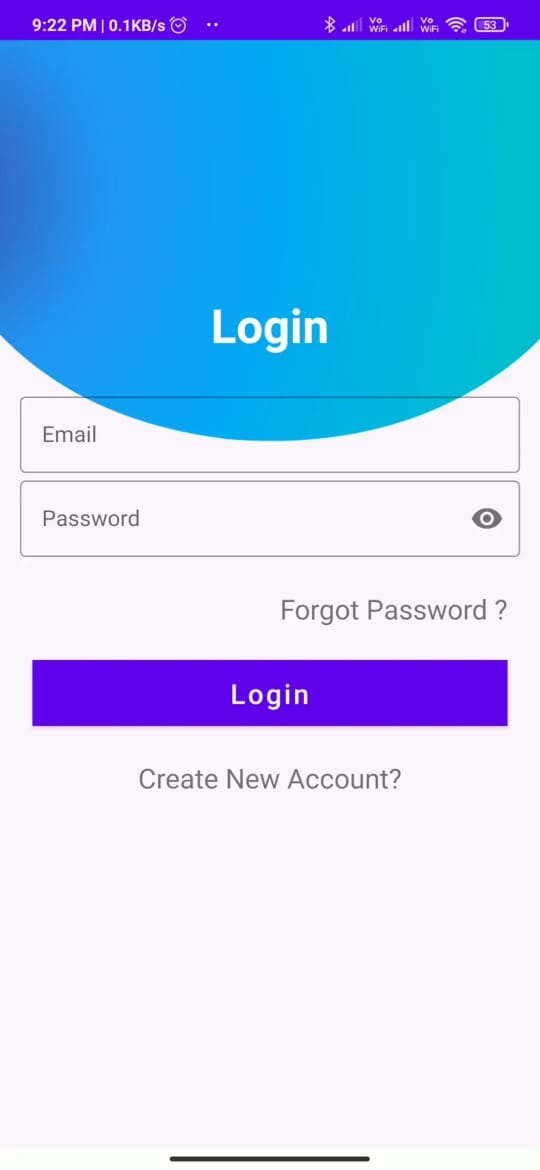 9:22 PM | 0.1KB/s
Vo WiFi Vo WiFi 53
Login
Email
Password
Forgot Password ?
Login
Create New Account?